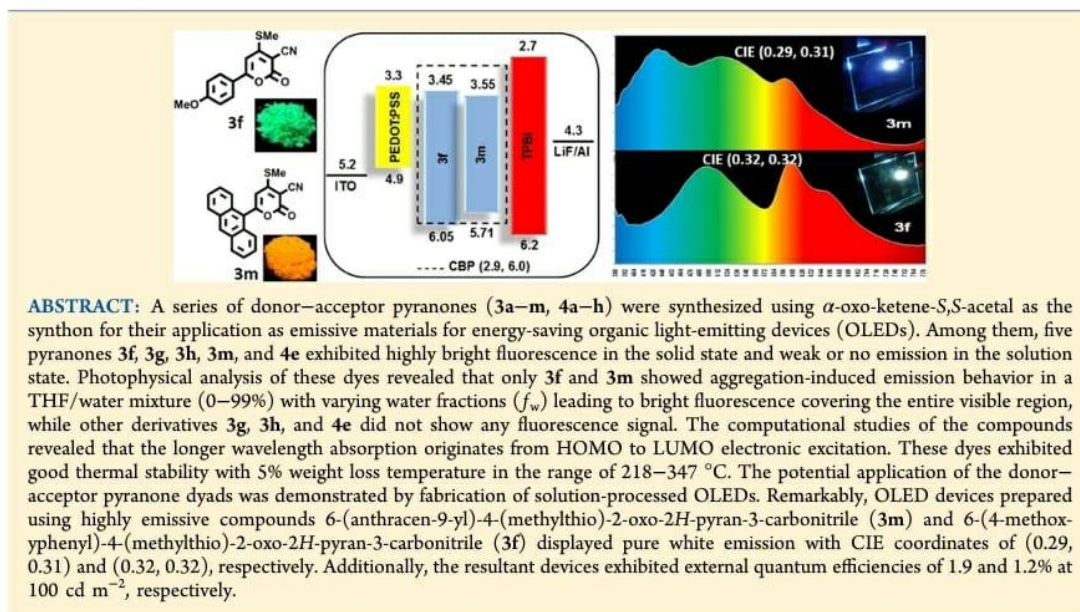 SMe
CN
O
O
MeO
3f
SMe
CN
O
O
3m
5.2
ITO
3.3
PEDOT:PSS
4.9
3.45
3f
6.05
3.55
3m
5.71
2.7
TPBi
6.2
4.3
LiF/Al
---- CBP (2.9, 6.0)
CIE (0.29, 0.31)
3m
CIE (0.32, 0.32)
3f
ABSTRACT: A series of donor−acceptor pyranones (3a−m, 4a−h) were synthesized using α-oxo-ketene-S,S-acetal as the
synthon for their application as emissive materials for energy-saving organic light-emitting devices (OLEDs). Among them, five
pyranones 3f, 3g, 3h, 3m, and 4e exhibited highly bright fluorescence in the solid state and weak or no emission in the solution
state. Photophysical analysis of these dyes revealed that only 3f and 3m showed aggregation-induced emission behavior in a
THF/water mixture (0−99%) with varying water fractions (fw) leading to bright fluorescence covering the entire visible region,
while other derivatives 3g, 3h, and 4e did not show any fluorescence signal. The computational studies of the compounds
revealed that the longer wavelength absorption originates from HOMO to LUMO electronic excitation. These dyes exhibited
good thermal stability with 5% weight loss temperature in the range of 218−347 °C. The potential application of the donor−
acceptor pyranone dyads was demonstrated by fabrication of solution-processed OLEDs. Remarkably, OLED devices prepared
using highly emissive compounds 6-(anthracen-9-yl)-4-(methylthio)-2-oxo-2H-pyran-3-carbonitrile (3m) and 6-(4-methox-
yphenyl)-4-(methylthio)-2-oxo-2H-pyran-3-carbonitrile (3f) displayed pure white emission with CIE coordinates of (0.29,
0.31) and (0.32, 0.32), respectively. Additionally, the resultant devices exhibited external quantum efficiencies of 1.9 and 1.2% at
100 cd m⁻², respectively.